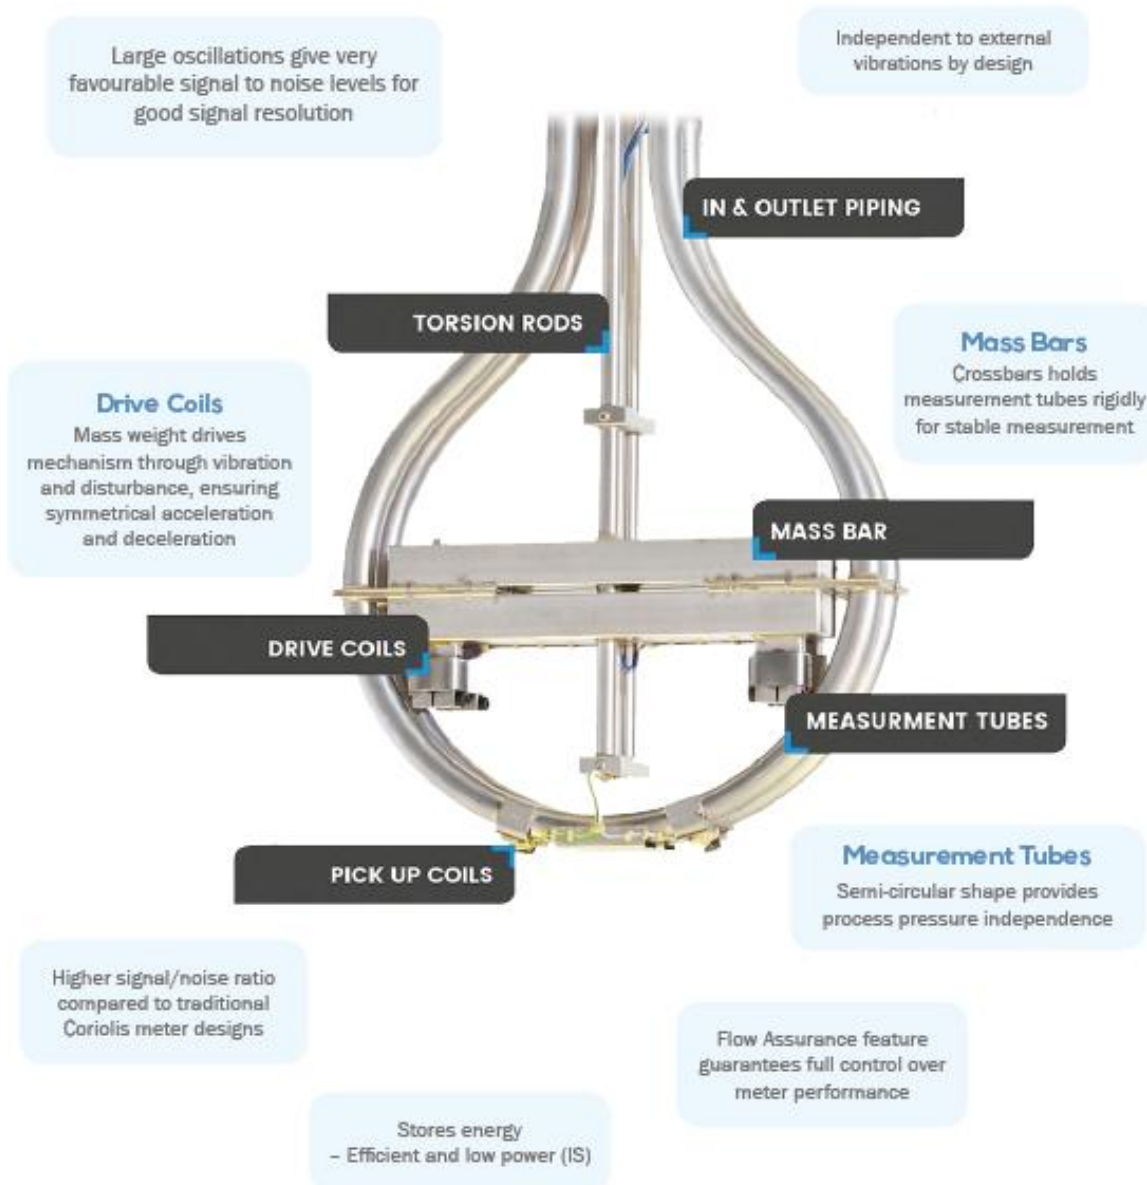 Large oscillations give very
favourable signal to noise levels for
good signal resolution
Independent to external
vibrations by design
IN & OUTLET PIPING
TORSION RODS
Mass Bars
Crossbars holds
measurement tubes rigidly
for stable measurement
Drive Coils
Mass weight drives
mechanism through vibration
and disturbance, ensuring
symmetrical acceleration
and deceleration
MASS BAR
DRIVE COILS
MEASURMENT TUBES
PICK UP COILS
Measurement Tubes
Semi-circular shape provides
process pressure independence
Higher signal/noise ratio
compared to traditional
Coriolis meter designs
Flow Assurance feature
guarantees full control over
meter performance
Stores energy
– Efficient and low power (IS)